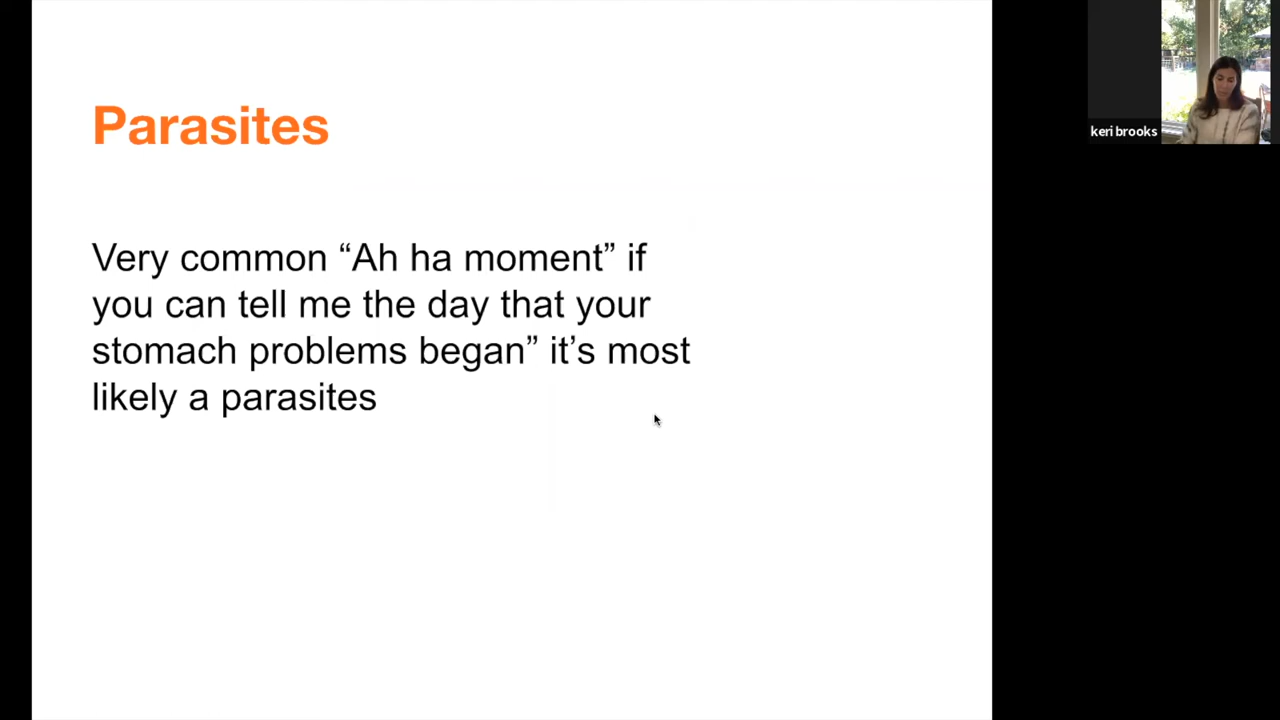 Parasites
Very common “Ah ha moment” if
you can tell me the day that your
stomach problems began” it’s most
likely a parasites
keri brooks